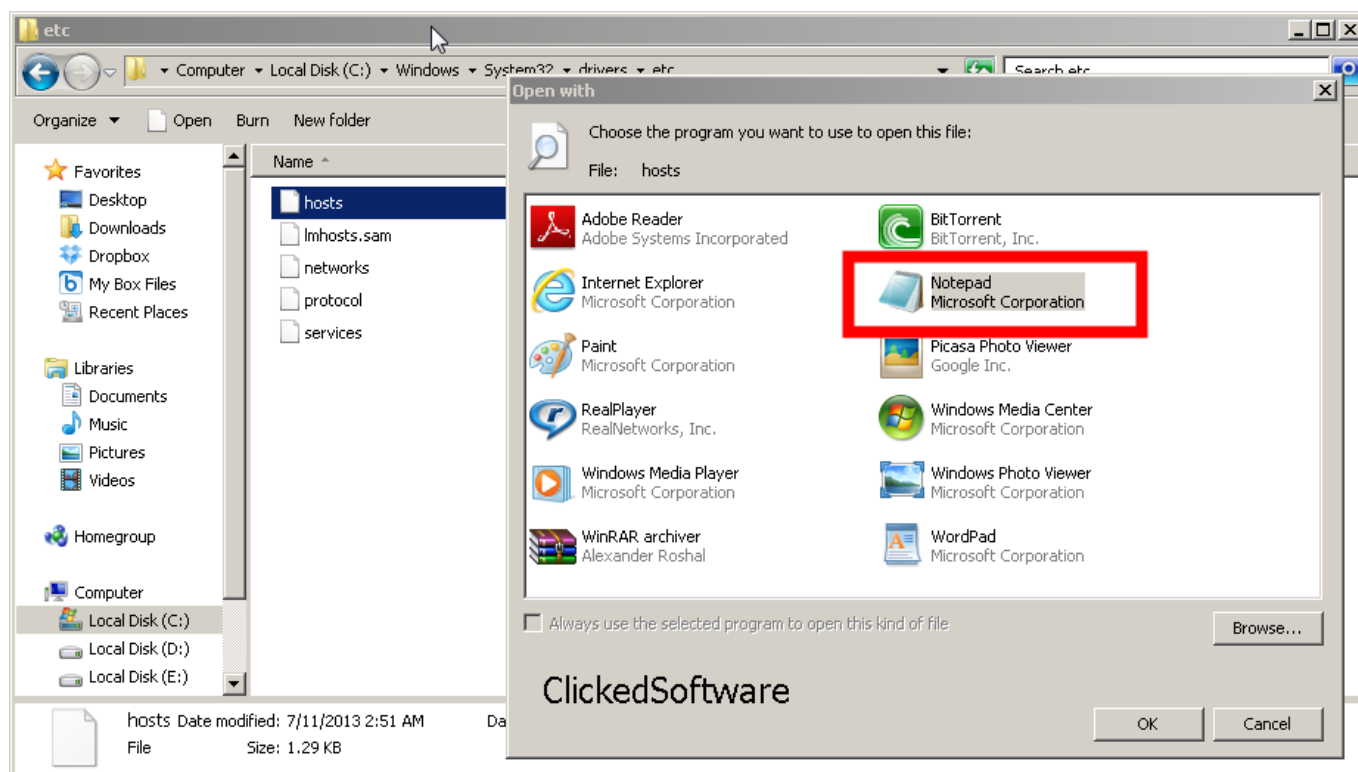 etc
Computer Local Disk (C:) Windows System32 drivers etc
Search etc
Organize Open Burn New folder
Favorites
Desktop
Downloads
Dropbox
My Box Files
Recent Places
Libraries
Documents
Music
Pictures
Videos
Homegroup
Computer
Local Disk (C:)
Local Disk (D:)
Local Disk (E:)
Name
hosts
lmhosts.sam
networks
protocol
services
hosts Date modified: 7/11/2013 2:51 AM Da
File Size: 1.29 KB
Open with
Choose the program you want to use to open this file:
File: hosts
Adobe Reader
Adobe Systems Incorporated
BitTorrent
BitTorrent, Inc.
Internet Explorer
Microsoft Corporation
Notepad
Microsoft Corporation
Paint
Microsoft Corporation
Picasa Photo Viewer
Google Inc.
RealPlayer
RealNetworks, Inc.
Windows Media Center
Microsoft Corporation
Windows Media Player
Microsoft Corporation
Windows Photo Viewer
Microsoft Corporation
WinRAR archiver
Alexander Roshal
WordPad
Microsoft Corporation
Always use the selected program to open this kind of file
Browse...
ClickedSoftware
OK
Cancel